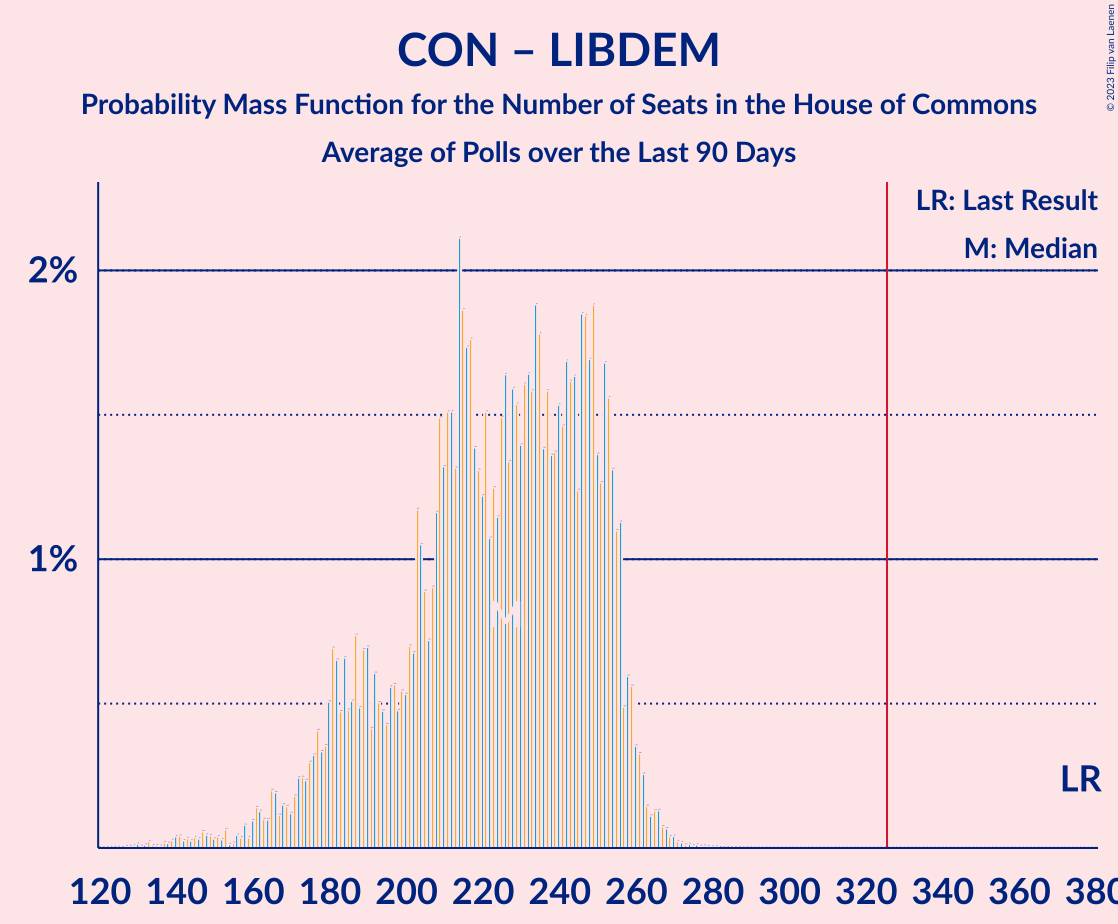 CON – LIBDEM
Probability Mass Function for the Number of Seats in the House of Commons
Average of Polls over the Last 90 Days
© 2023 Filip van Laenen
LR: Last Result
M: Median
2%
1%
M
LR
120 140 160 180 200 220 240 260 280 300 320 340 360 380